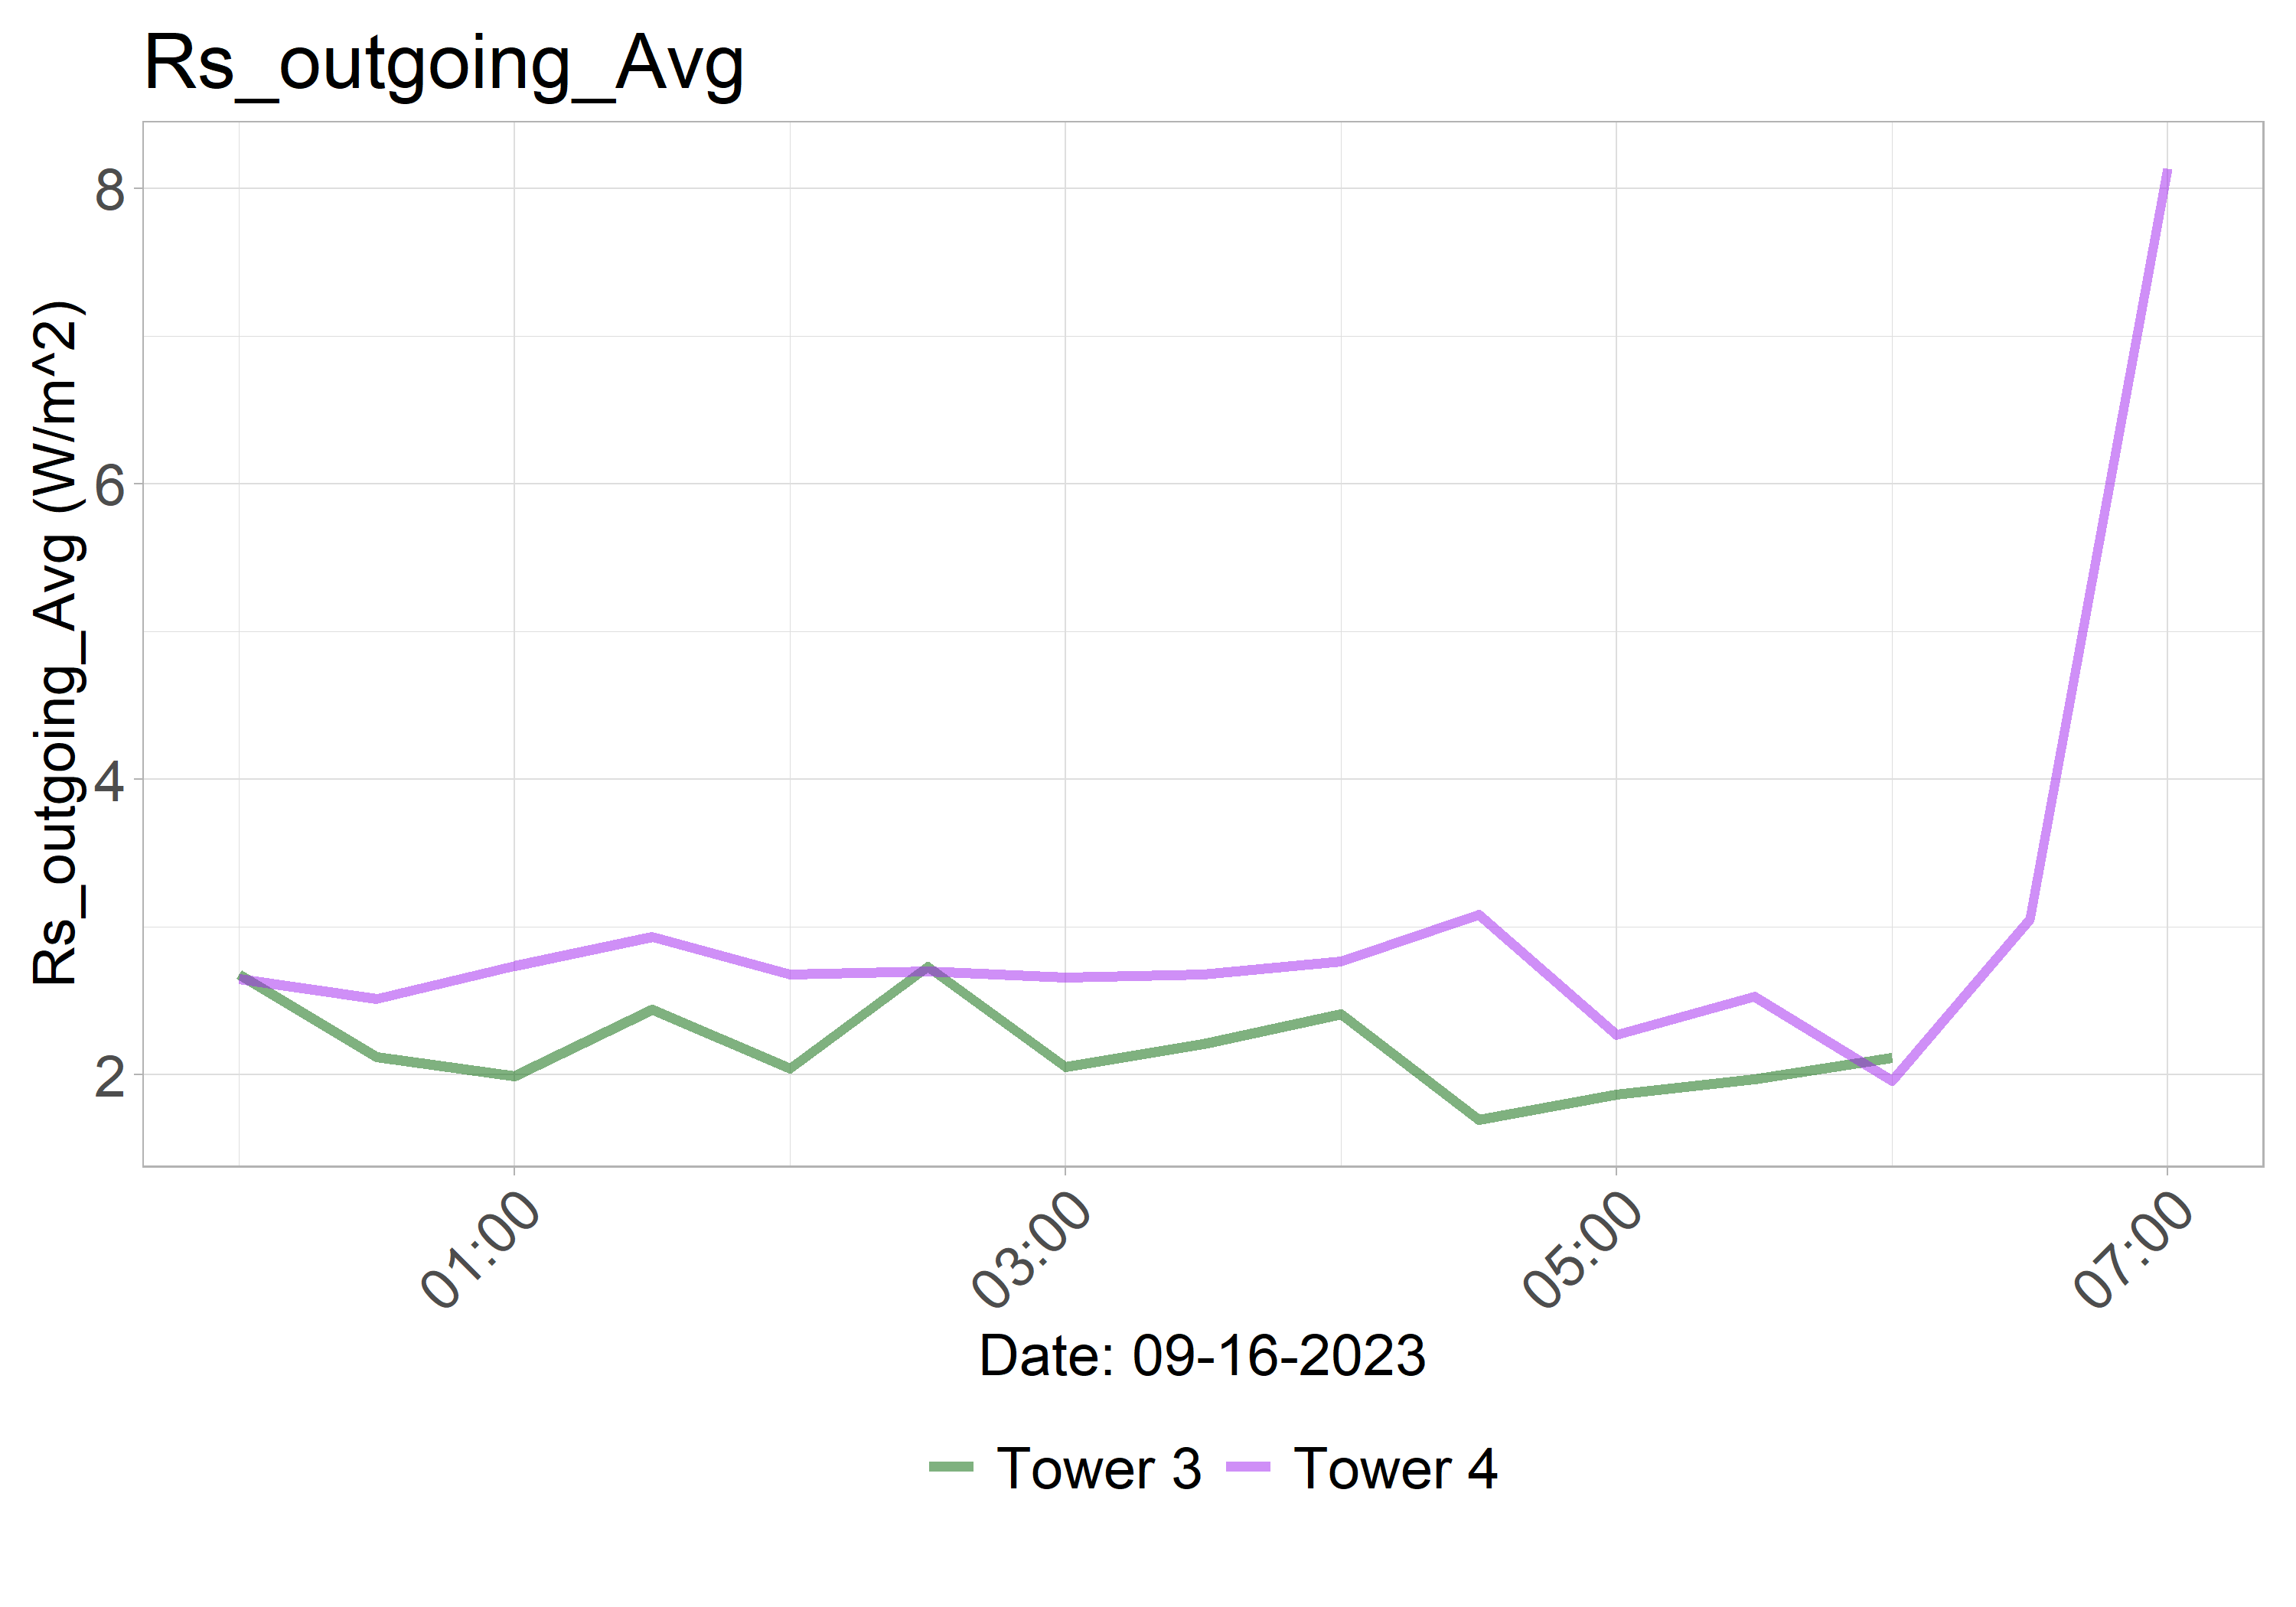 Rs_outgoing_Avg
Rs_outgoing_Avg (W/m^2)
8
6
4
2
01:00 03:00 05:00 07:00
Date: 09-16-2023
Tower 3 Tower 4